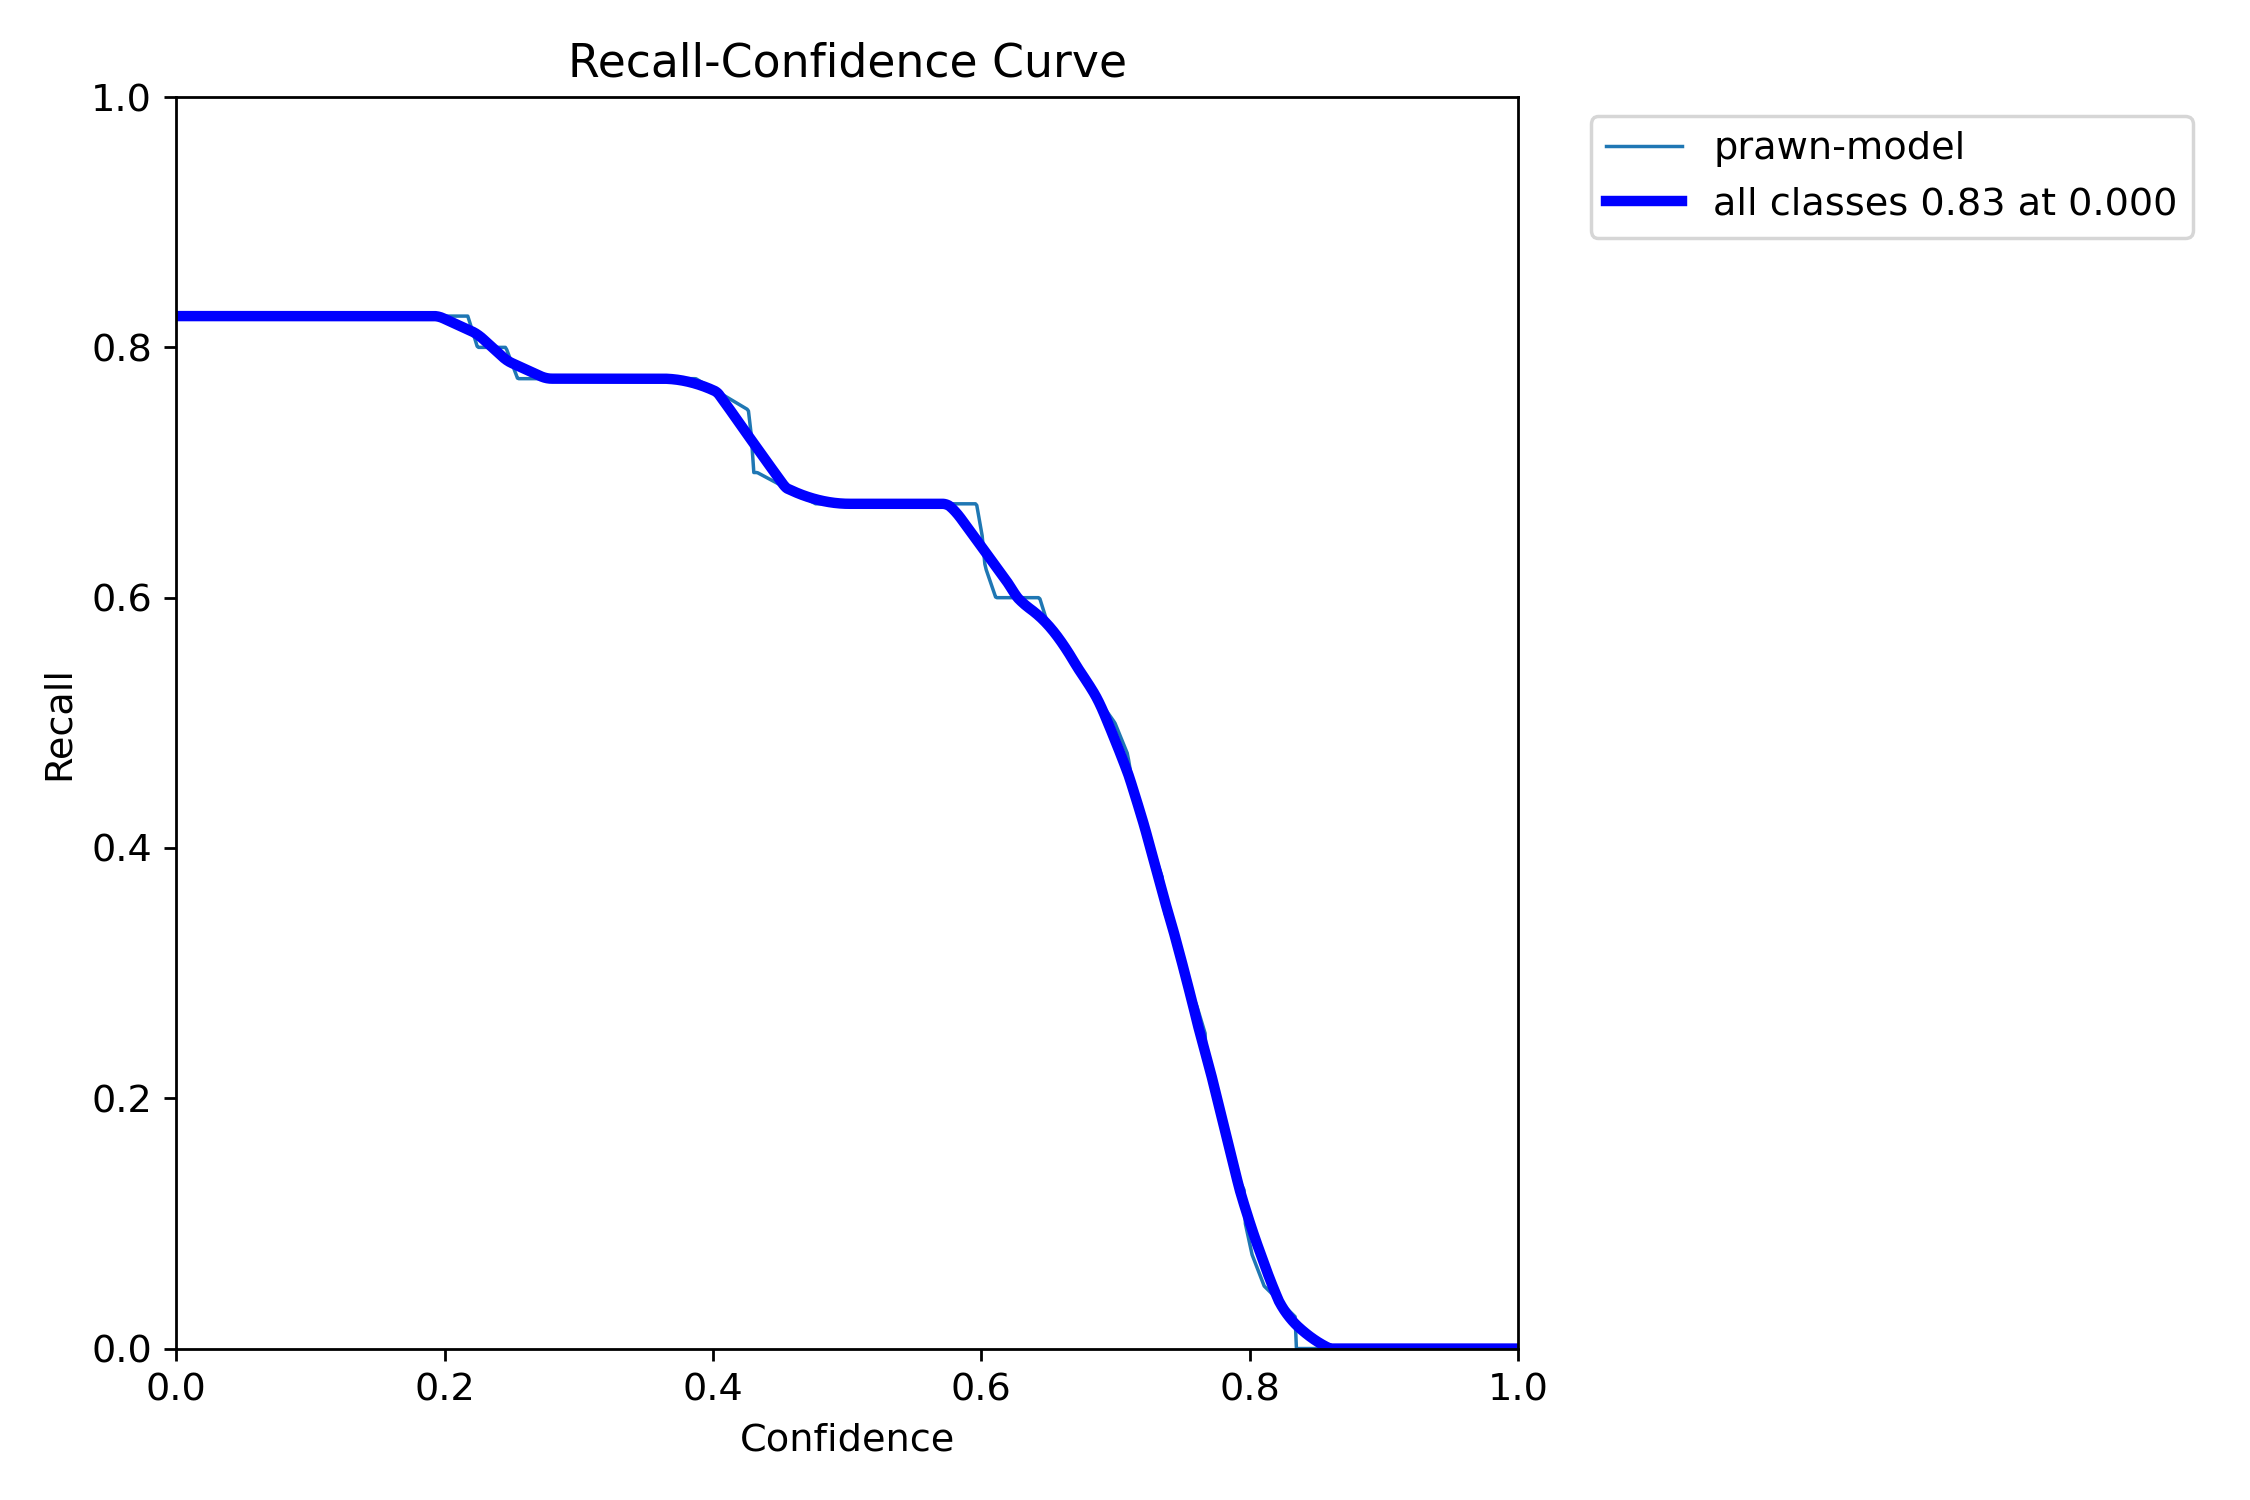 Recall-Confidence Curve
1.0
0.8
0.6
0.4
0.2
0.0
Recall
0.0 0.2 0.4 0.6 0.8 1.0
Confidence
prawn-model
all classes 0.83 at 0.000